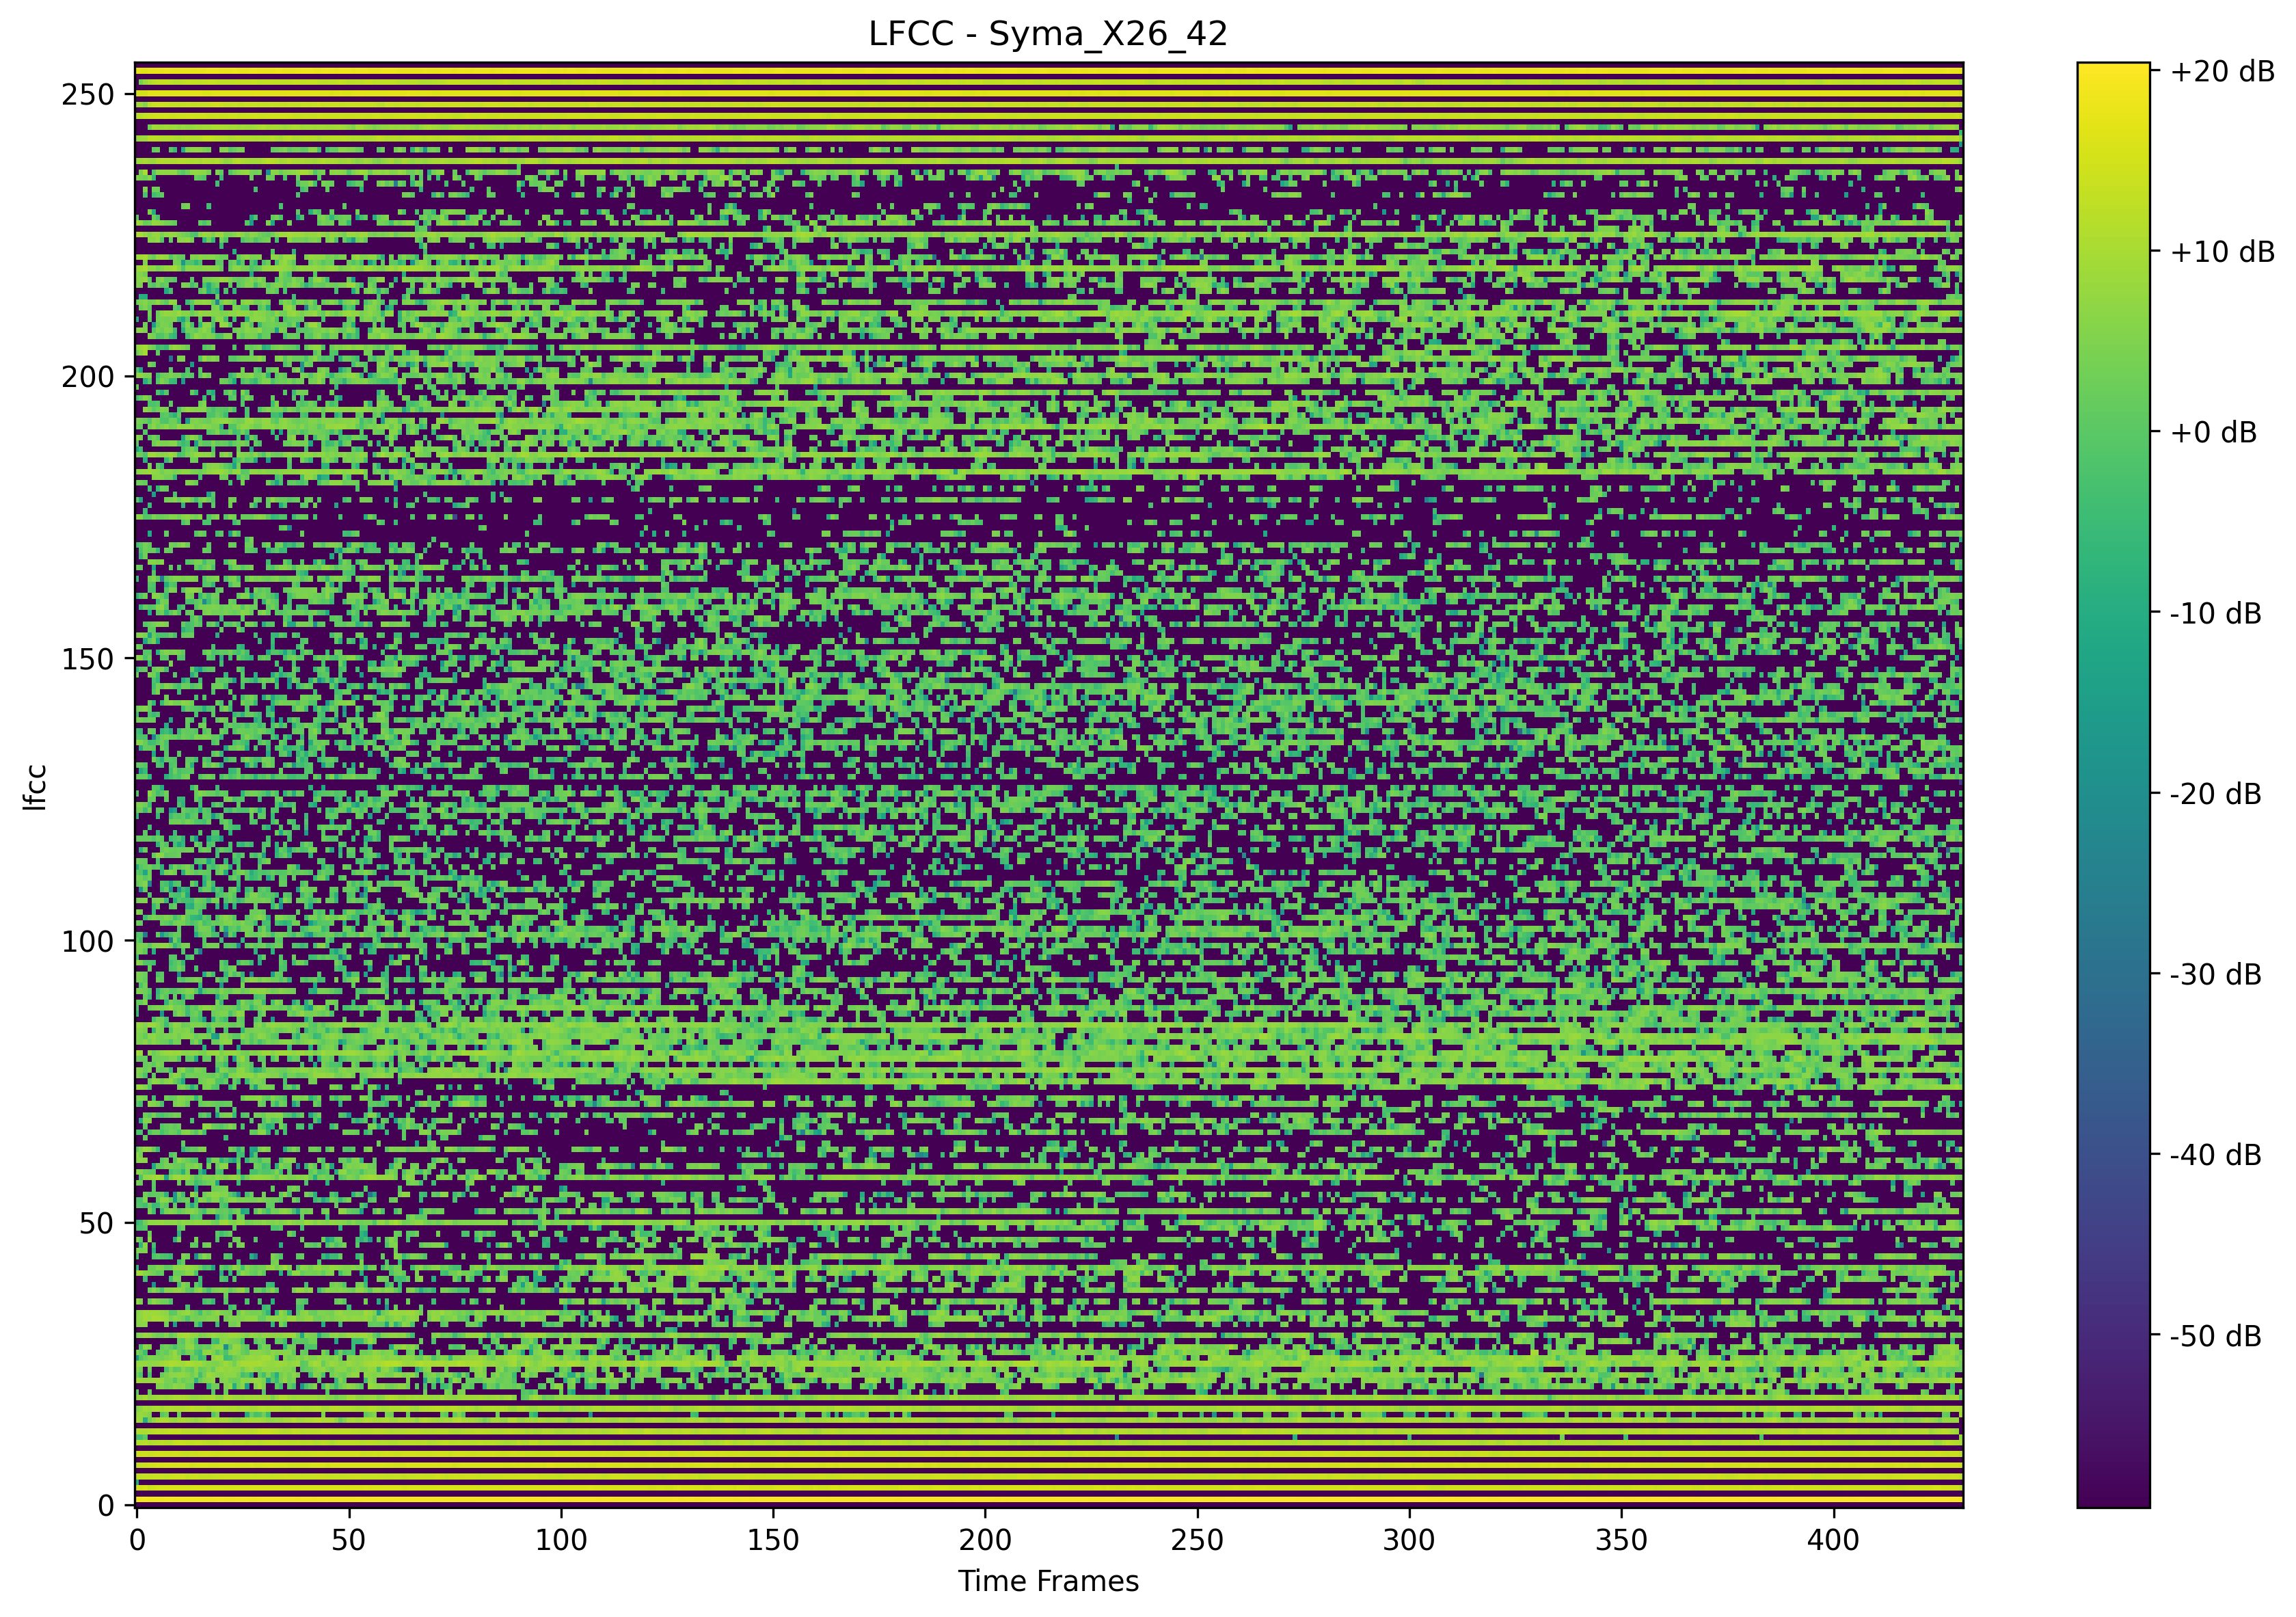 LFCC - Syma_X26_42
250
200
150
100
50
0
lfcc
0 50 100 150 200 250 300 350 400
Time Frames
+20 dB
+10 dB
+0 dB
-10 dB
-20 dB
-30 dB
-40 dB
-50 dB